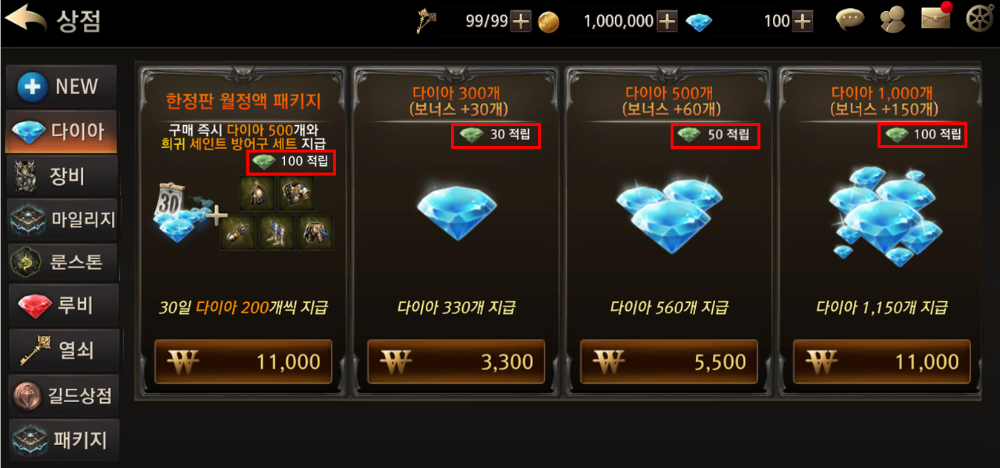 상점
99/99
1,000,000
100
NEW
다이아
장비
마일리지
룬스톤
루비
열쇠
길드상점
패키지
한정판 월정액 패키지
구매 즉시 다이아 500개와
희귀 세인트 방어구 세트 지급
100 적립
30
30일 다이아 200개씩 지급
₩ 11,000
다이아 300개
(보너스 +30개)
30 적립
다이아 330개 지급
₩ 3,300
다이아 500개
(보너스 +60개)
50 적립
다이아 560개 지급
₩ 5,500
다이아 1,000개
(보너스 +150개)
100 적립
다이아 1,150개 지급
₩ 11,000